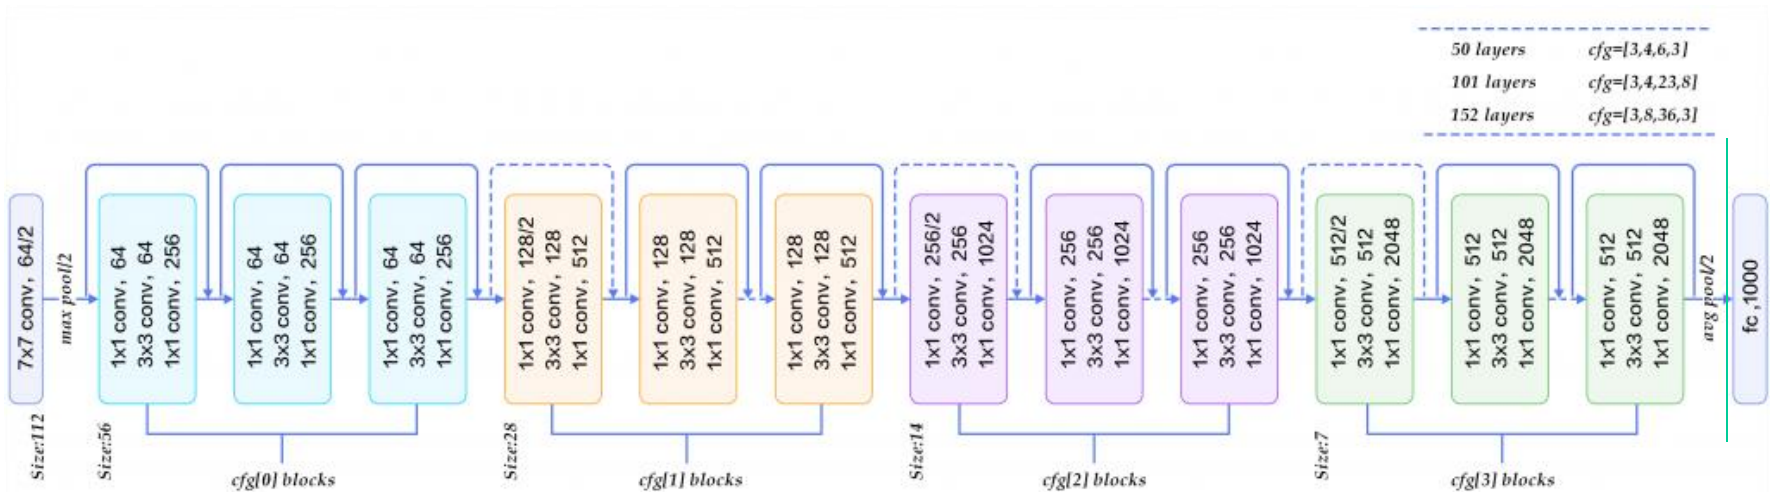 50 layers cfg=[3,4,6,3]
101 layers cfg=[3,4,23,8]
152 layers cfg=[3,8,36,3]
7x7 conv, 64/2
max pool/2
1x1 conv, 64
3x3 conv, 64
1x1 conv, 256
1x1 conv, 64
3x3 conv, 64
1x1 conv, 256
1x1 conv, 64
3x3 conv, 64
1x1 conv, 256
1x1 conv, 128/2
3x3 conv, 128
1x1 conv, 512
1x1 conv, 128
3x3 conv, 128
1x1 conv, 512
1x1 conv, 128
3x3 conv, 128
1x1 conv, 512
1x1 conv, 256/2
3x3 conv, 256
1x1 conv, 1024
1x1 conv, 256
3x3 conv, 256
1x1 conv, 1024
1x1 conv, 256
3x3 conv, 256
1x1 conv, 1024
1x1 conv, 512/2
3x3 conv, 512
1x1 conv, 2048
1x1 conv, 512
3x3 conv, 512
1x1 conv, 2048
1x1 conv, 512
3x3 conv, 512
1x1 conv, 2048
avg pool/2
fc ,1000
Size:112
Size:56
Size:28
Size:14
Size:7
cfg[0] blocks
cfg[1] blocks
cfg[2] blocks
cfg[3] blocks